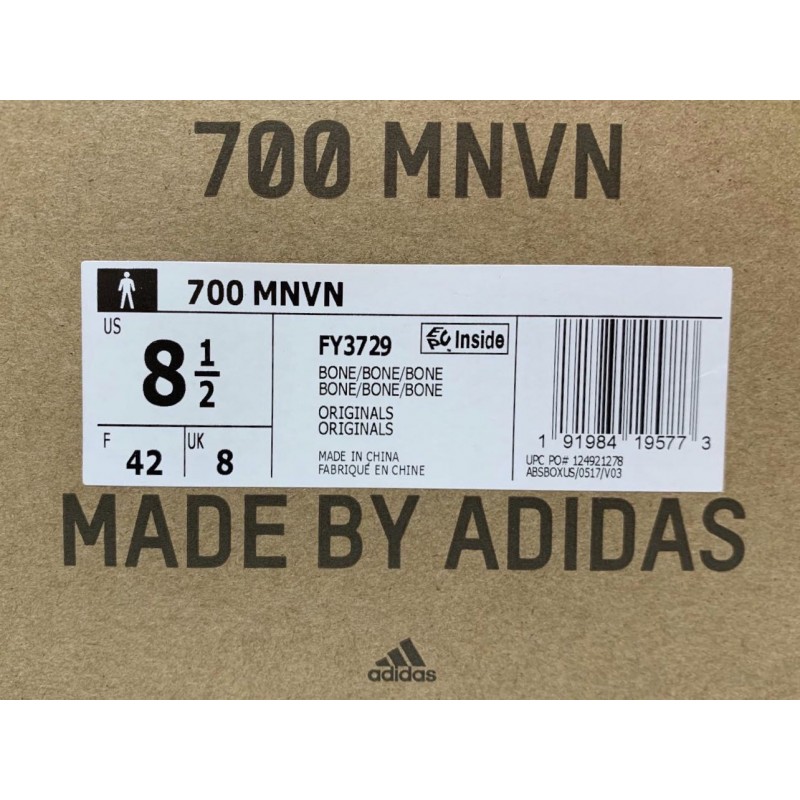 700 MNVN
700 MNVN
US
8 1/2
F 42
UK 8
FY3729
Inside
BONE/BONE/BONE
BONE/BONE/BONE
ORIGINALS
ORIGINALS
MADE IN CHINA
FABRIQUÉ EN CHINE
1 91984 19577 3
UPC PO# 124921278
ABSBOXUS/0517/V03
MADE BY ADIDAS
adidas